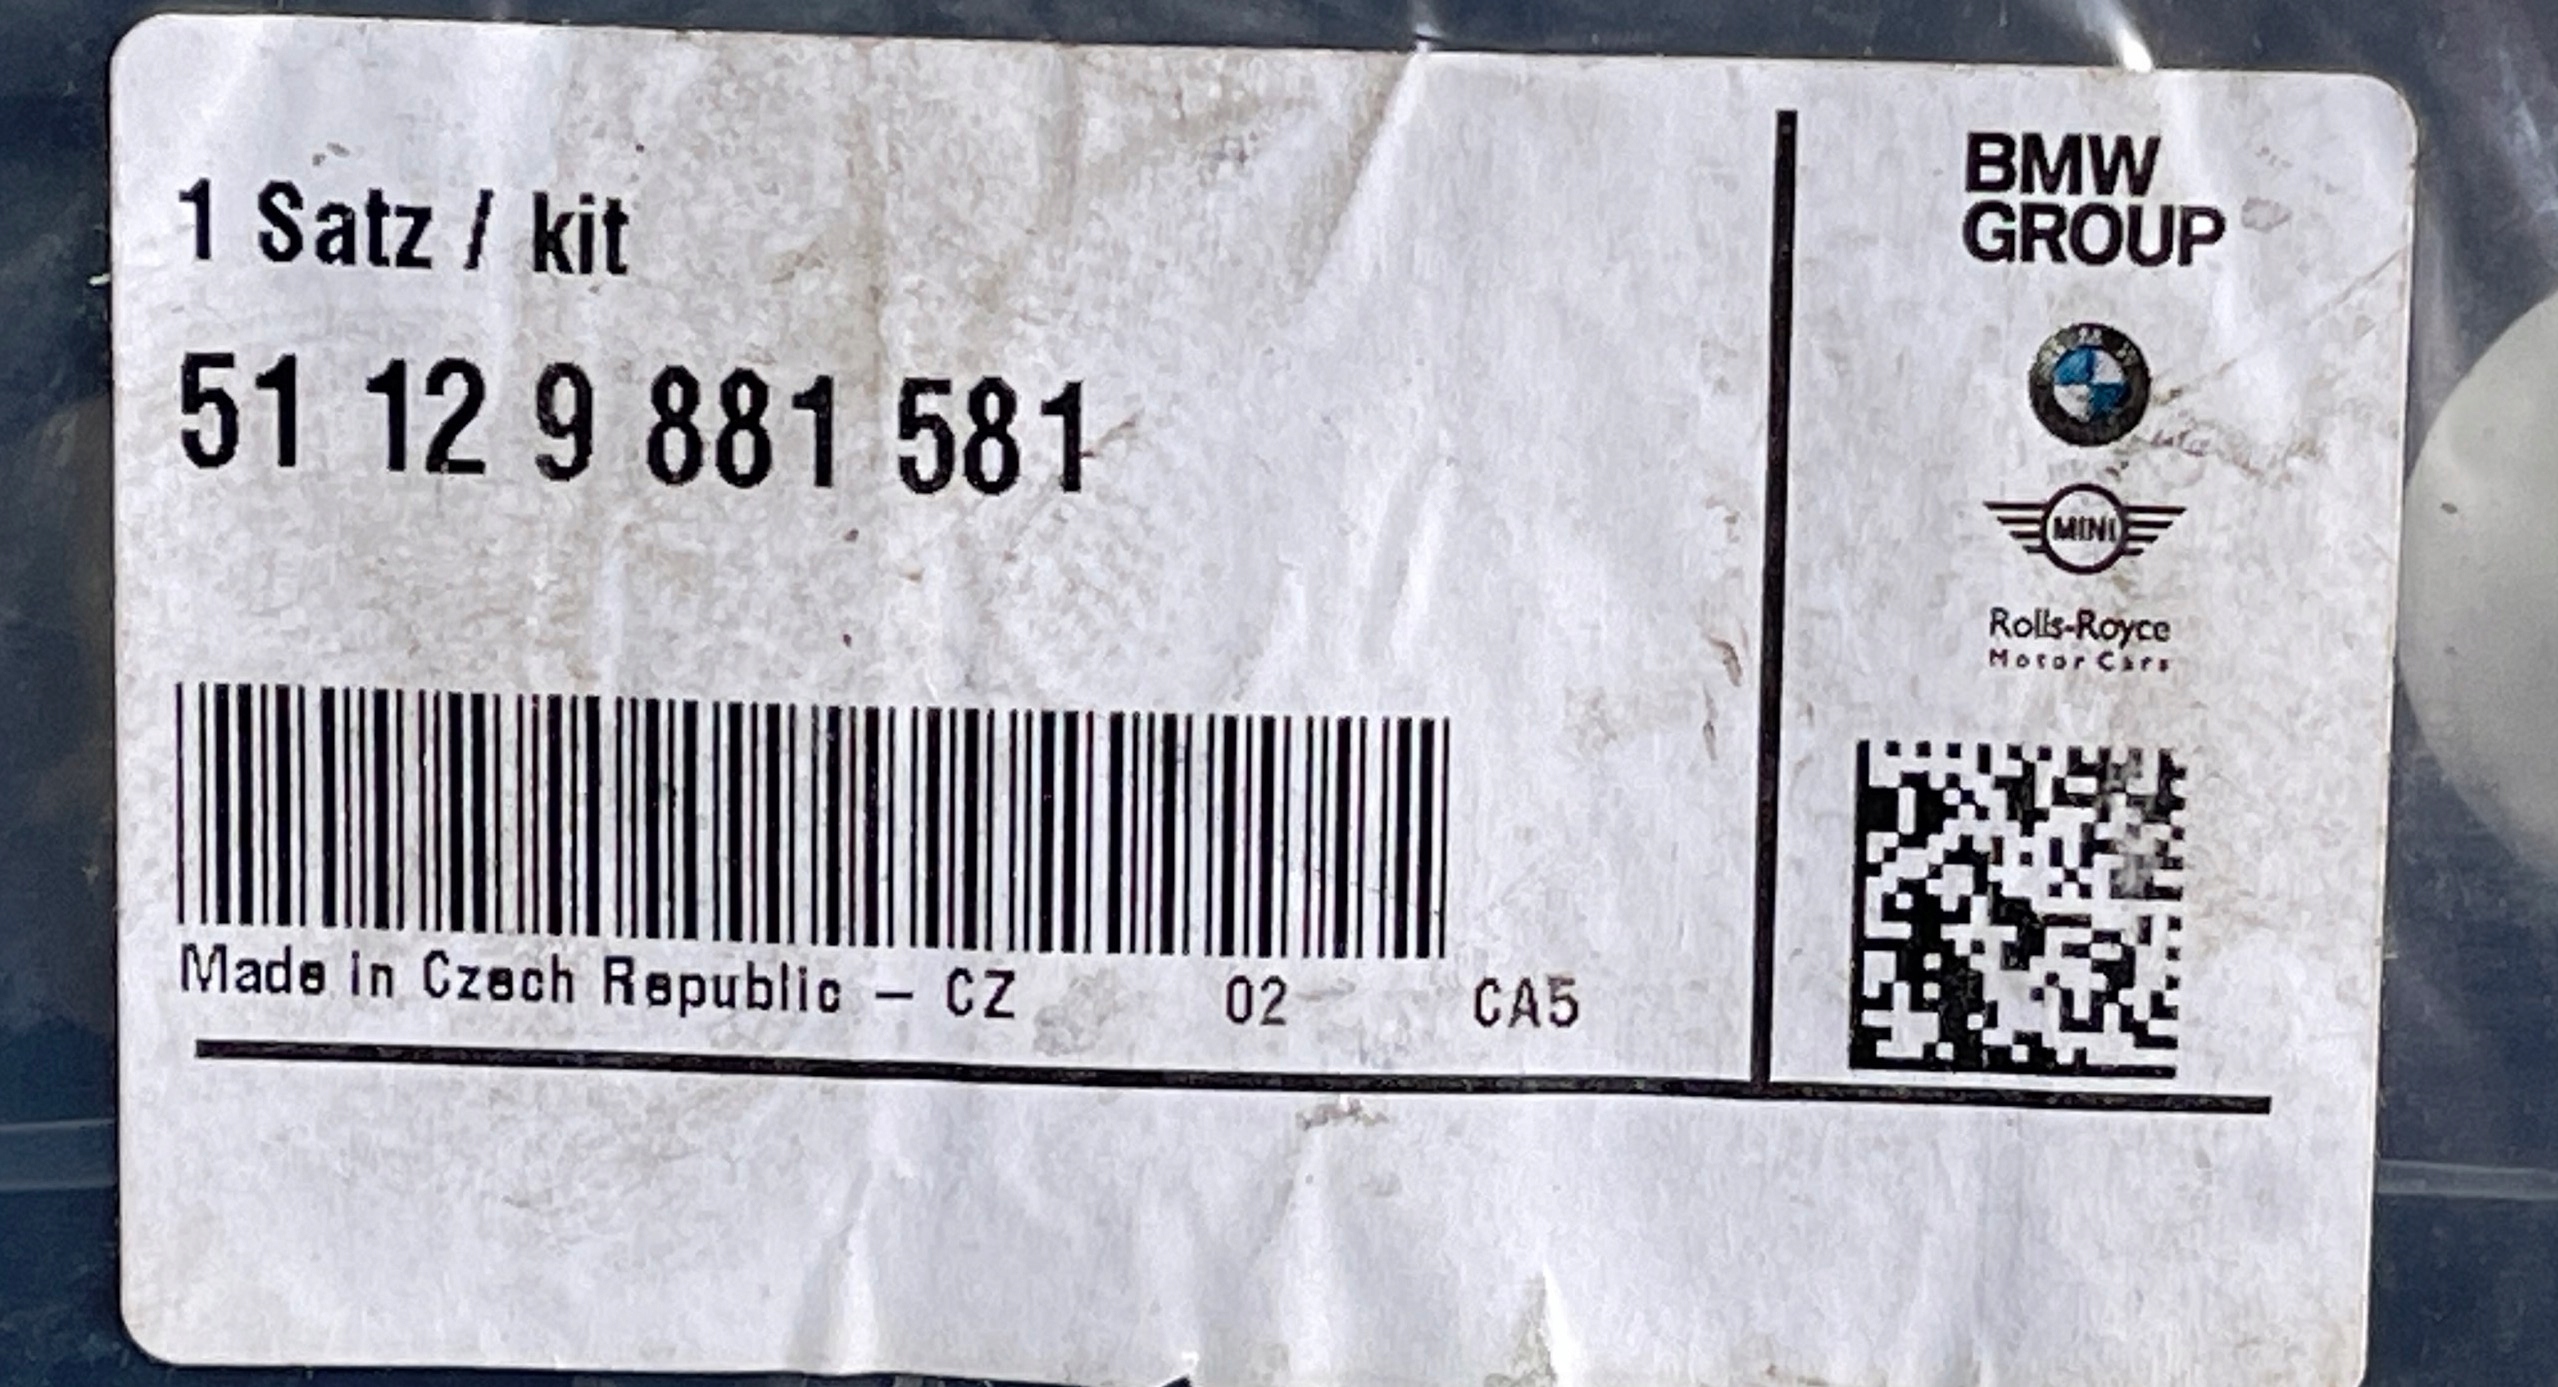 1 Satz / kit
51 12 9 881 581
Made in Czech Republic – CZ 02 CA5
BMW
GROUP
MINI
Rolls-Royce
Motor Cars